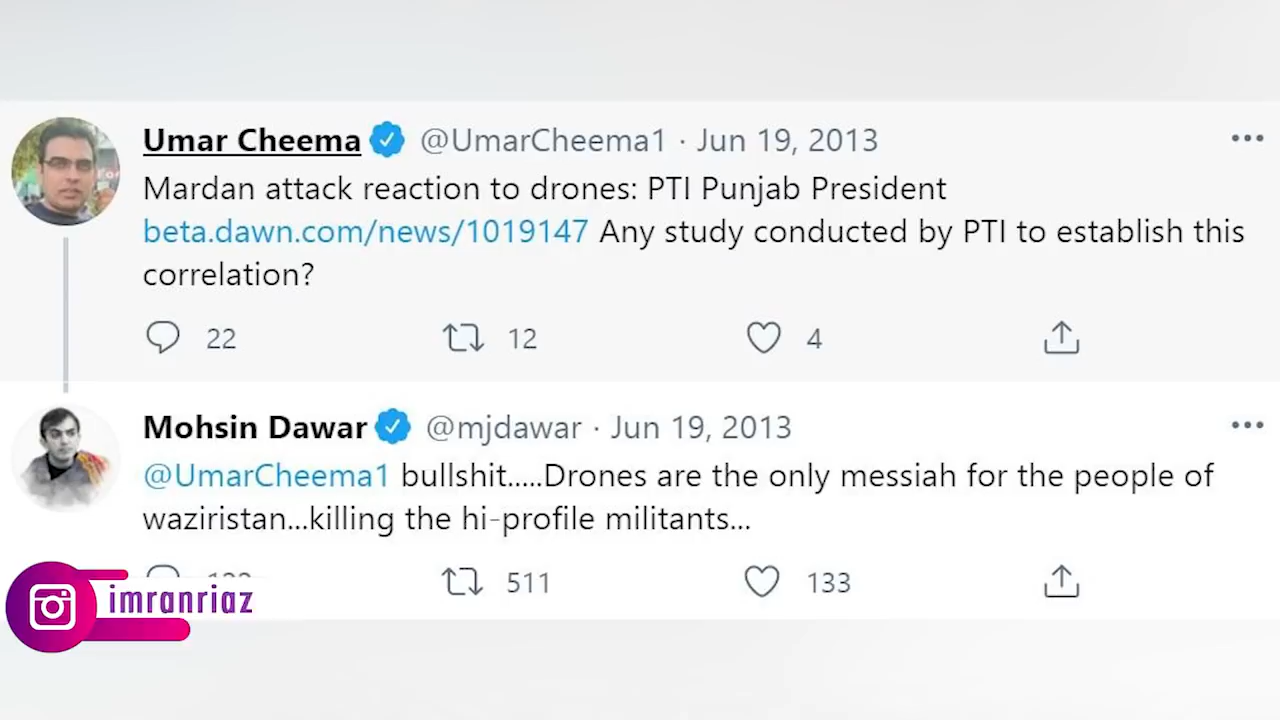 Umar Cheema @UmarCheema1 · Jun 19, 2013
Mardan attack reaction to drones: PTI Punjab President
beta.dawn.com/news/1019147 Any study conducted by PTI to establish this
correlation?
22 12 4
Mohsin Dawar @mjdawar · Jun 19, 2013
@UmarCheema1 bullshit.....Drones are the only messiah for the people of
waziristan...killing the hi-profile militants...
511 133
imranriaz